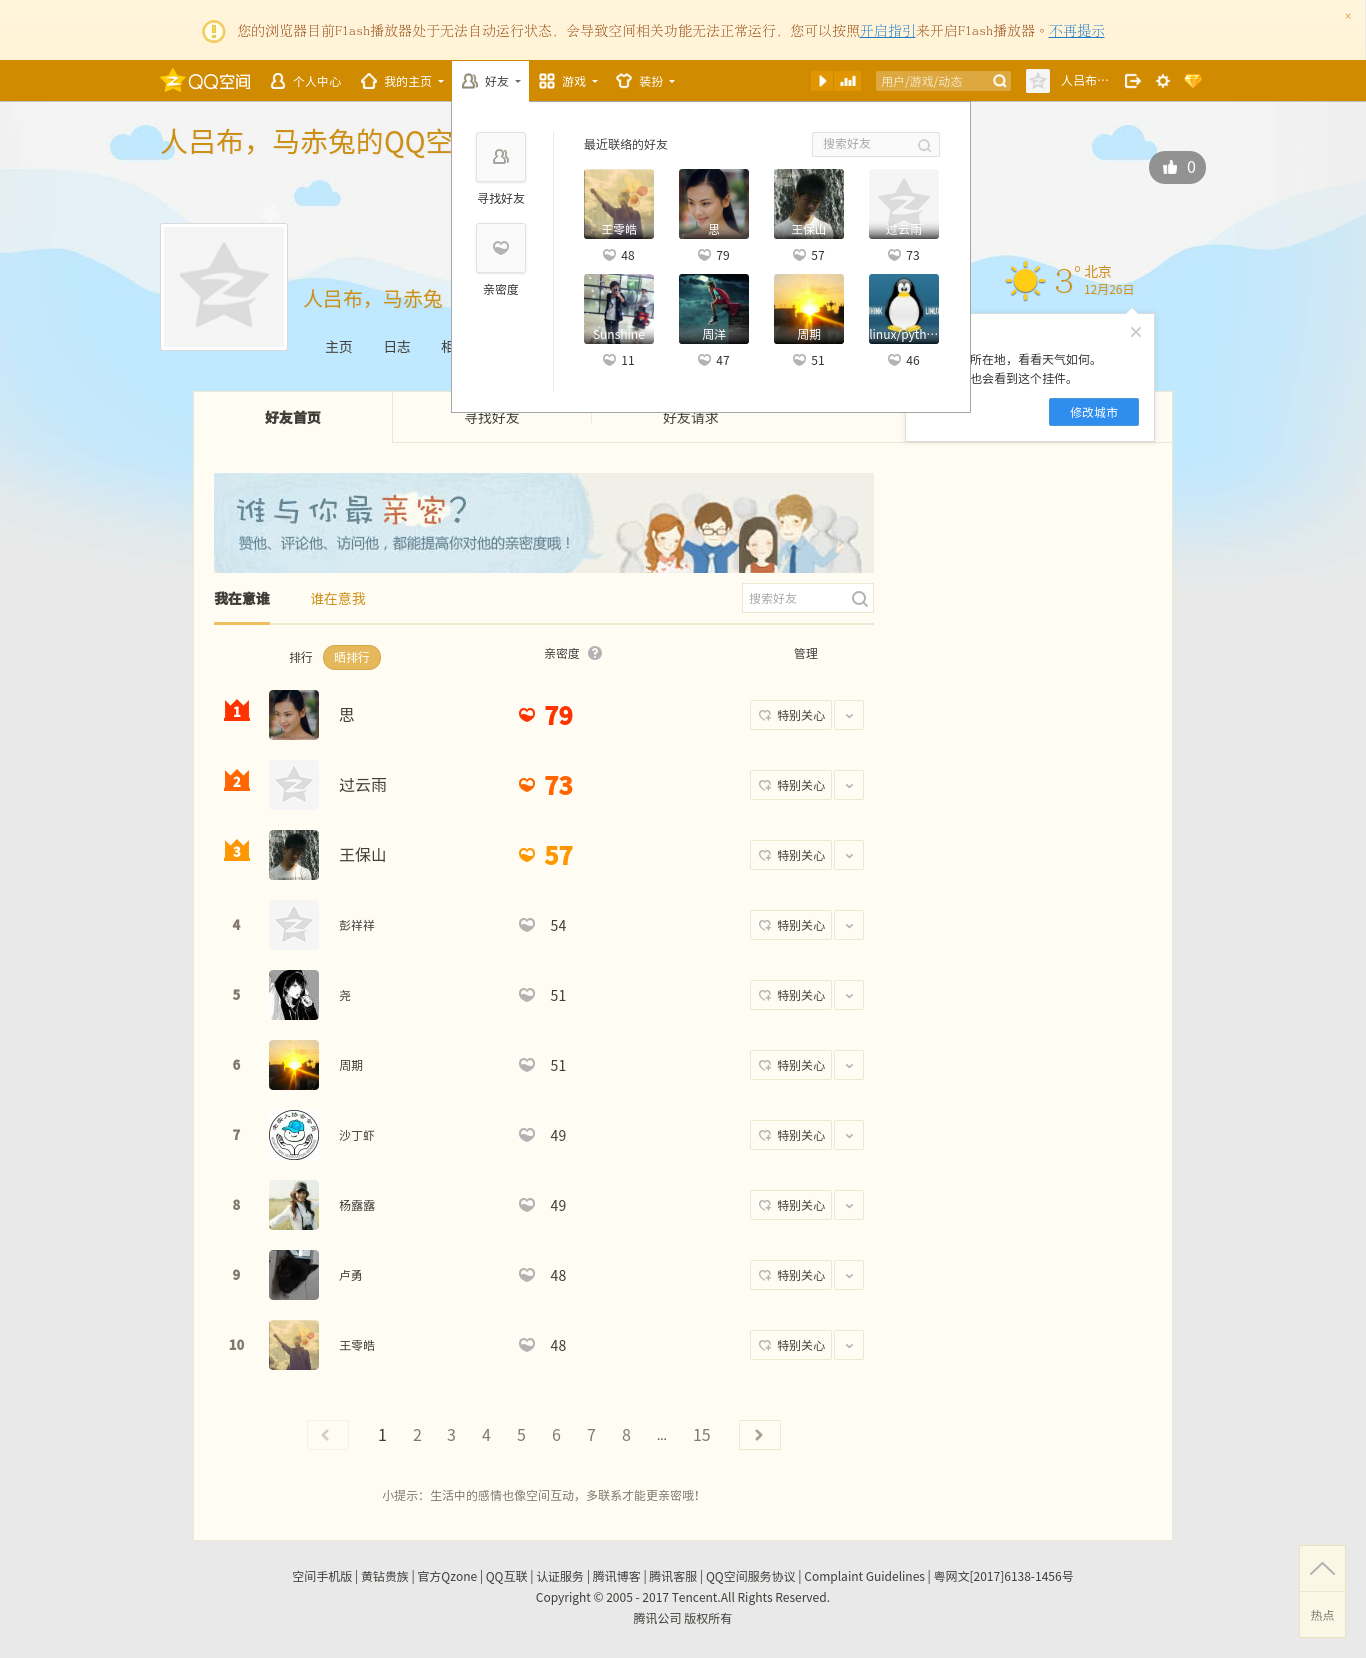 您的浏览器目前Flash播放器处于无法自动运行状态，会导致空间相关功能无法正常运行，您可以按照开启指引来开启Flash播放器。不再提示
×
QQ空间 个人中心 我的主页 好友 游戏 装扮 用户/游戏/动态 人吕布…
人吕布，马赤兔的QQ空
0
寻找好友
亲密度
最近联络的好友 搜索好友
王零皓 思 王保山 过云雨
48 79 57 73
Sunshine 周洋 周期 linux/pyth…
11 47 51 46
人吕布，马赤兔
主页 日志
3° 北京
12月26日
所在地，看看天气如何。
也会看到这个挂件。
修改城市
好友首页 寻找好友 好友请求
谁与你最亲密?
赞他、评论他、访问他，都能提高你对他的亲密度哦！
我在意谁 谁在意我 搜索好友
排行 晒排行 亲密度 ? 管理
1 思 79 特别关心
2 过云雨 73 特别关心
3 王保山 57 特别关心
4 彭祥祥 54 特别关心
5 尧 51 特别关心
6 周期 51 特别关心
7 沙丁虾 49 特别关心
8 杨露露 49 特别关心
9 卢勇 48 特别关心
10 王零皓 48 特别关心
1 2 3 4 5 6 7 8 ... 15
小提示：生活中的感情也像空间互动，多联系才能更亲密哦！
空间手机版 | 黄钻贵族 | 官方Qzone | QQ互联 | 认证服务 | 腾讯博客 | 腾讯客服 | QQ空间服务协议 | Complaint Guidelines | 粤网文[2017]6138-1456号
Copyright © 2005 - 2017 Tencent.All Rights Reserved.
腾讯公司 版权所有
热点